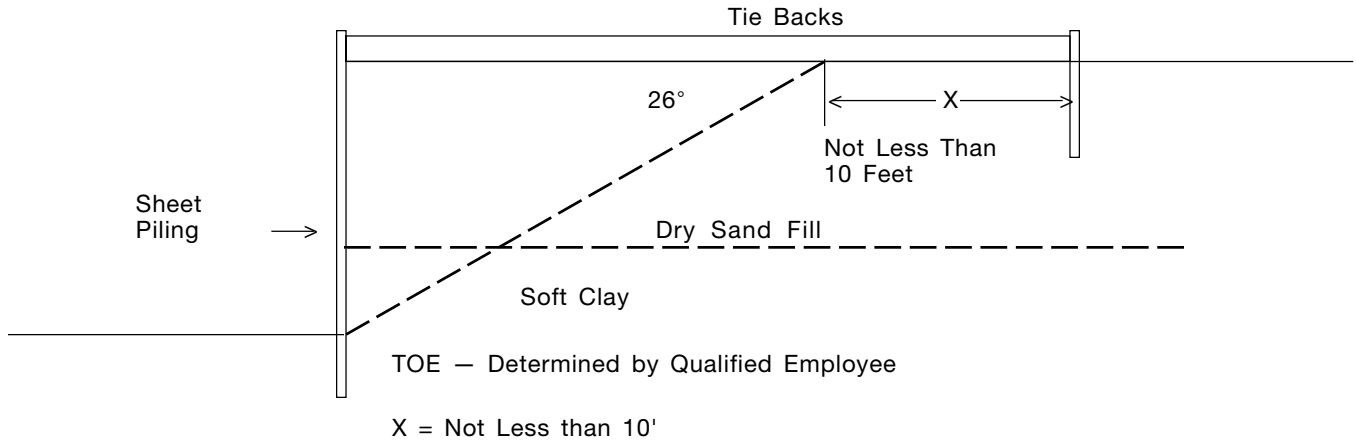 Tie Backs
26°
X
Not Less Than
10 Feet
Sheet
Piling
Dry Sand Fill
Soft Clay
TOE — Determined by Qualified Employee
X = Not Less than 10'